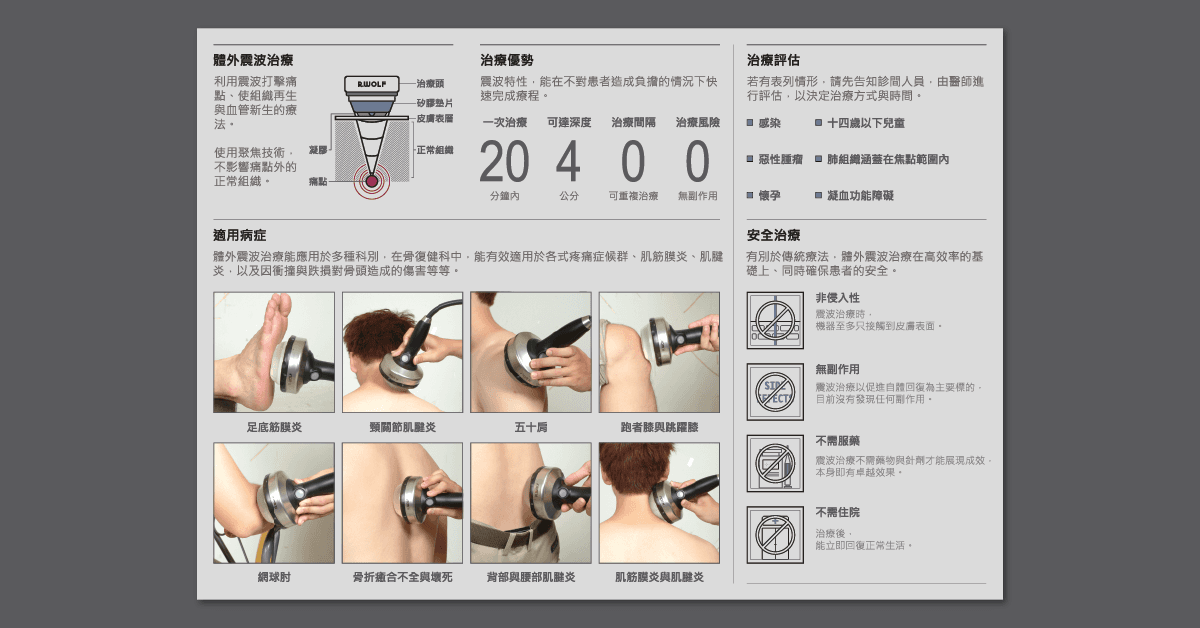 體外震波治療
利用震波打擊痛
點、使組織再生
與血管新生的療
法。
使用聚焦技術,
不影響痛點外的
正常組織。
R.WOLF
治療頭
矽膠墊片
皮膚表層
凝膠
正常組織
痛點
治療優勢
震波特性,能在不對患者造成負擔的情況下快
速完成療程。
一次治療
20
分鐘內
可達深度
4
公分
治療間隔
0
可重複治療
治療風險
0
無副作用
治療評估
若有表列情形,請先告知診間人員,由醫師進
行評估,以決定治療方式與時間。
感染
十四歲以下兒童
惡性腫瘤
肺組織涵蓋在焦點範圍內
懷孕
凝血功能障礙
適用病症
體外震波治療能應用於多種科別,在骨復健科中,能有效適用於各式疼痛症候群、肌筋膜炎、肌腱
炎,以及因衝撞與跌損對骨頭造成的傷害等等。
足底筋膜炎
頸關節肌腱炎
五十肩
跑者膝與跳躍膝
網球肘
骨折癒合不全與壞死
背部與腰部肌腱炎
肌筋膜炎與肌腱炎
安全治療
有別於傳統療法,體外震波治療在高效率的基
礎上、同時確保患者的安全。
非侵入性
震波治療時,
機器至多只接觸到皮膚表面。
SIDE
EFFECTS
無副作用
震波治療以促進自體回復為主要標的,
目前沒有發現任何副作用。
不需服藥
震波治療不需藥物與針劑才能展現成效,
本身即有卓越效果。
不需住院
治療後,
能立即回復正常生活。